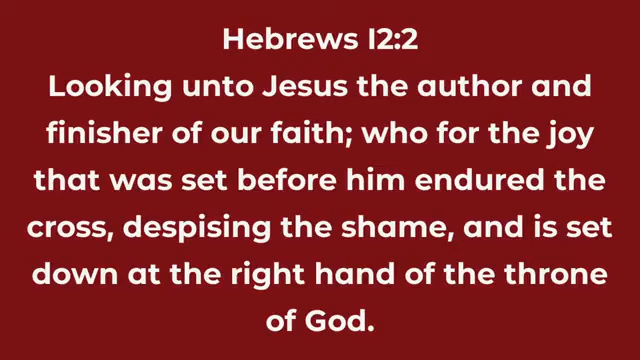 Hebrews 12:2
Looking unto Jesus the author and
finisher of our faith; who for the joy
that was set before him endured the
cross, despising the shame, and is set
down at the right hand of the throne
of God.